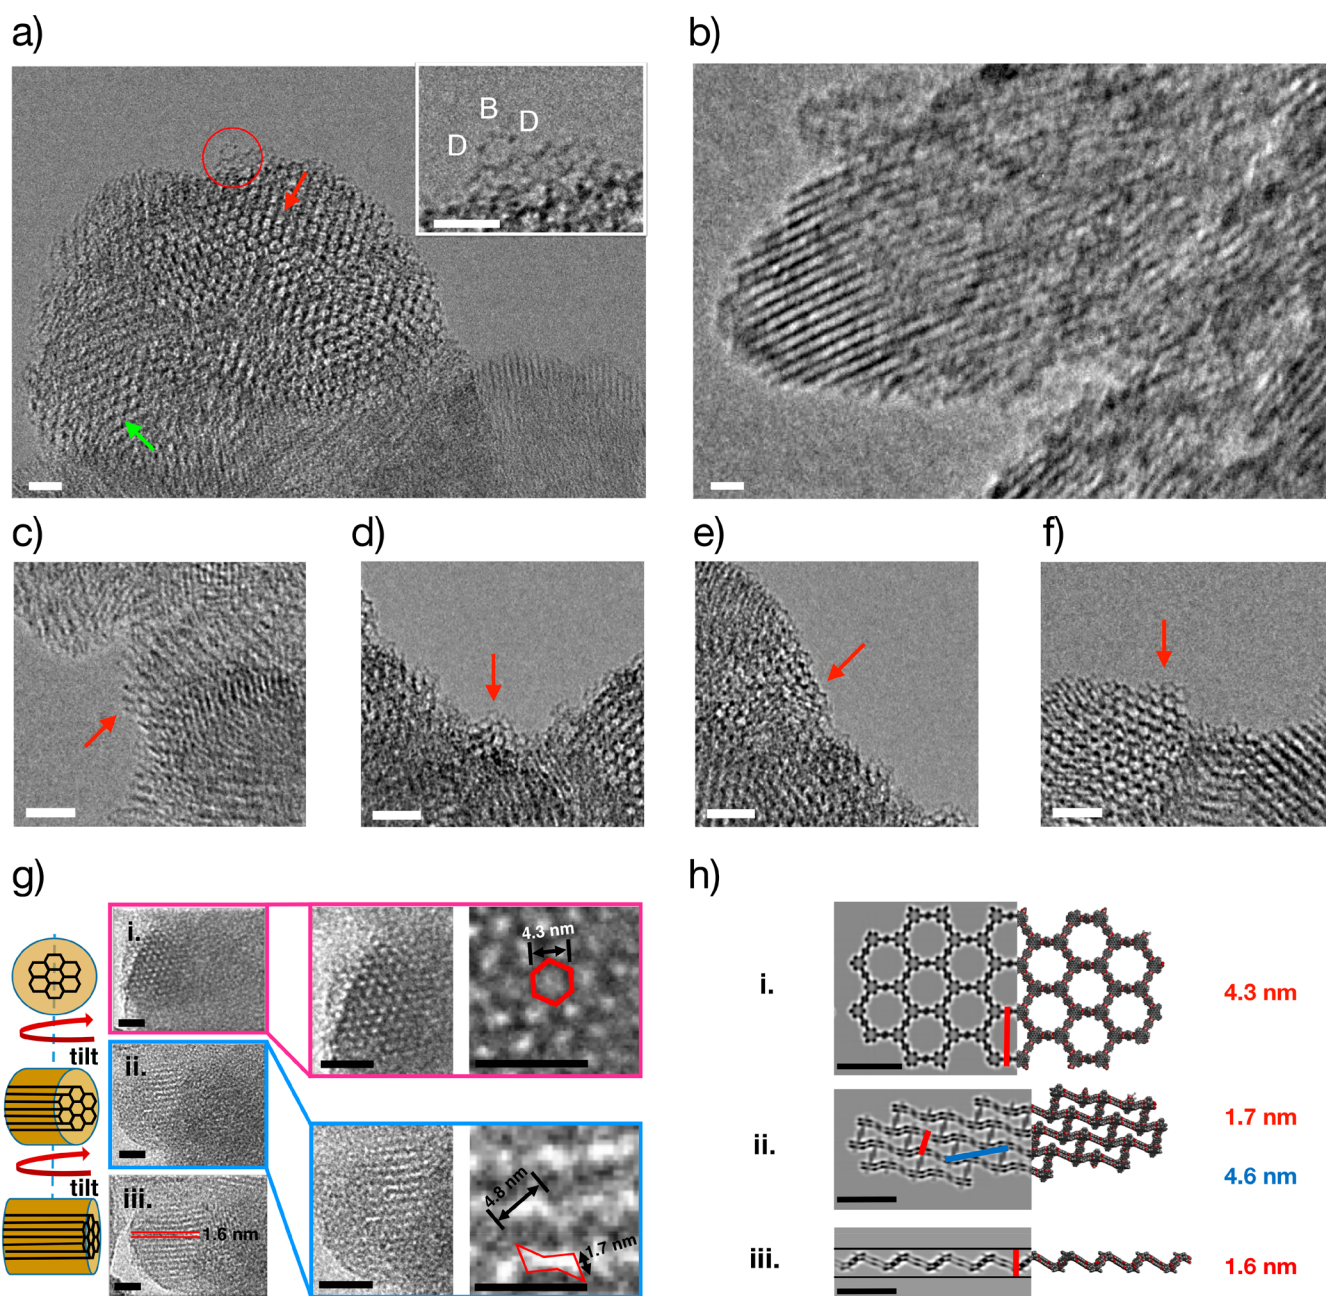 a)
B
D
D
b)
c)
d)
e)
f)
g)
i.
4.3 nm
tilt
ii.
tilt
iii.
1.6 nm
4.8 nm
1.7 nm
h)
i.
4.3 nm
ii.
1.7 nm
4.6 nm
iii.
1.6 nm